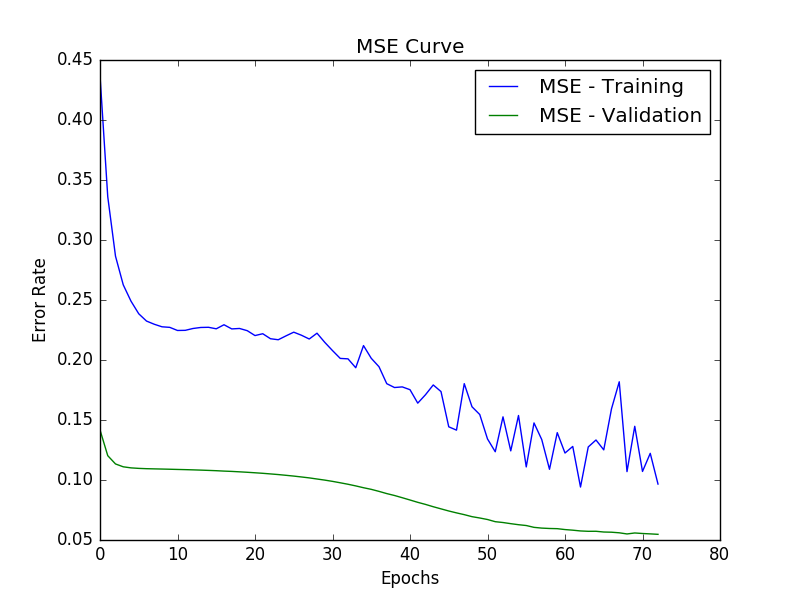 MSE Curve
MSE - Training
MSE - Validation
0.45
0.40
0.35
0.30
0.25
0.20
0.15
0.10
0.05
Error Rate
0 10 20 30 40 50 60 70 80
Epochs